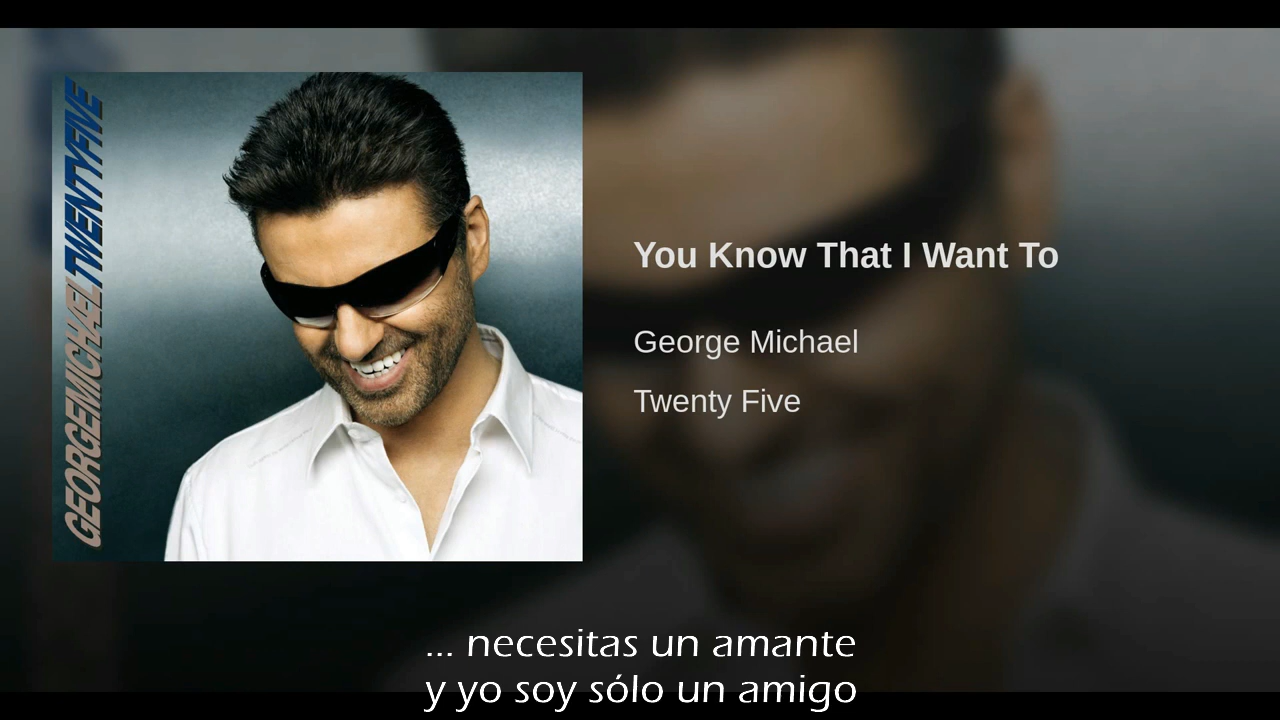 GEORGEMICHAELTWENTYFIVE
You Know That I Want To
George Michael
Twenty Five
... necesitas un amante
y yo soy sólo un amigo